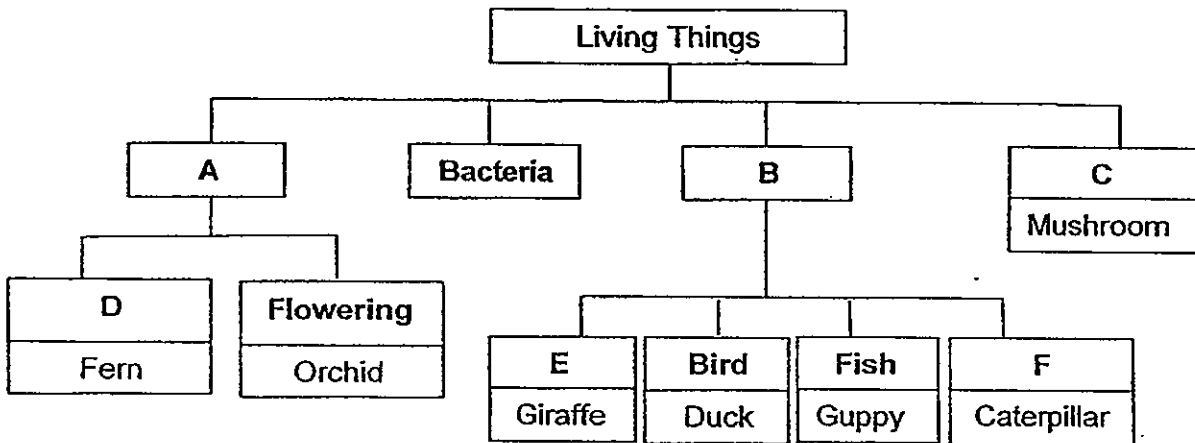 Living Things
A
Bacteria
B
C
Mushroom
D
Fern
Flowering
Orchid
E
Giraffe
Bird
Duck
Fish
Guppy
F
Caterpillar